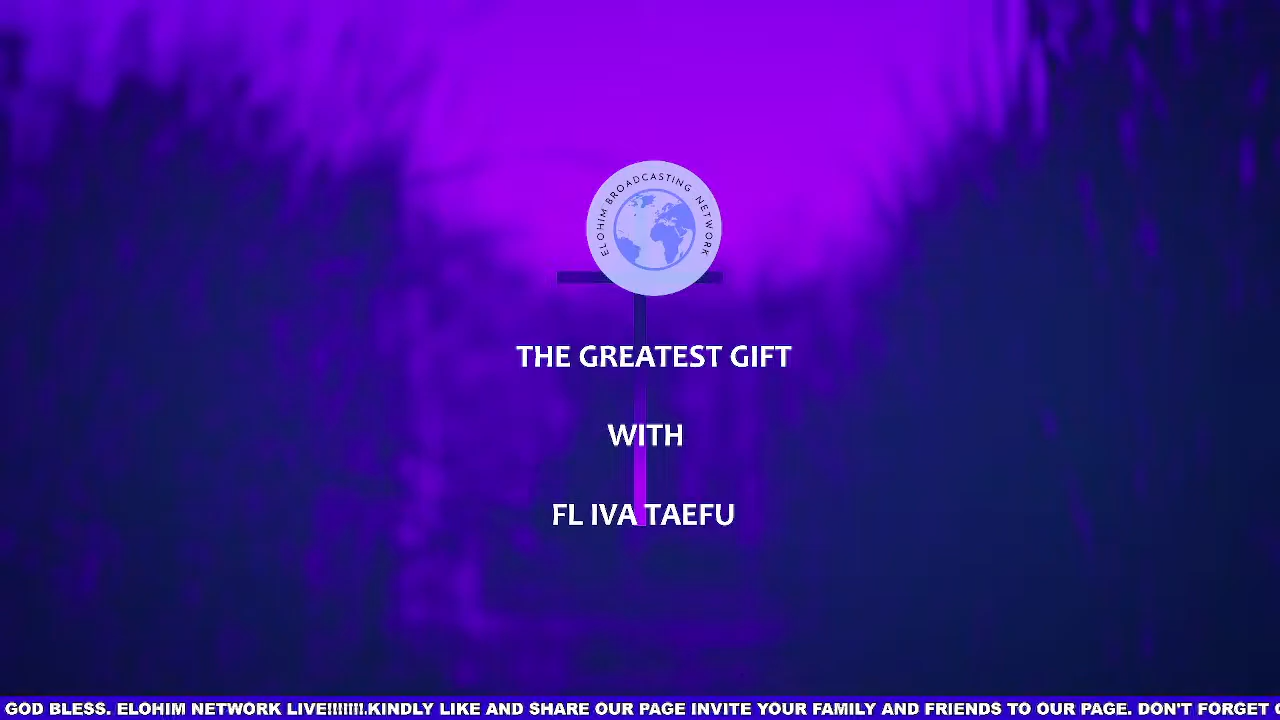 ELOHIM BROADCASTING NETWORK
THE GREATEST GIFT
WITH
FL IVA TAEFU
GOD BLESS. ELOHIM NETWORK LIVE!!!!!!!.KINDLY LIKE AND SHARE OUR PAGE INVITE YOUR FAMILY AND FRIENDS TO OUR PAGE. DON'T FORGET